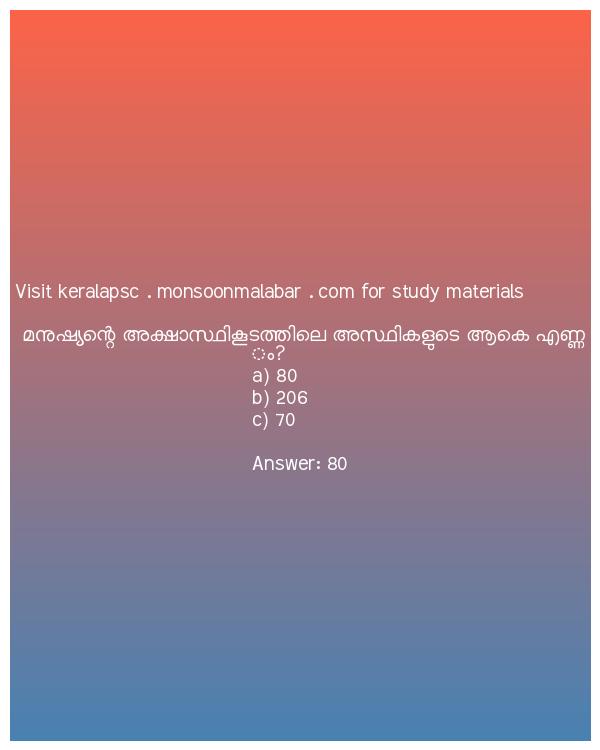 Visit keralapsc . monsoonmalabar . com for study materials
മനുഷ്യന്റെ അക്ഷാസ്ഥികൂടത്തിലെ അസ്ഥികളുടെ ആകെ എണ്ണ
ം?
a) 80
b) 206
c) 70
Answer: 80